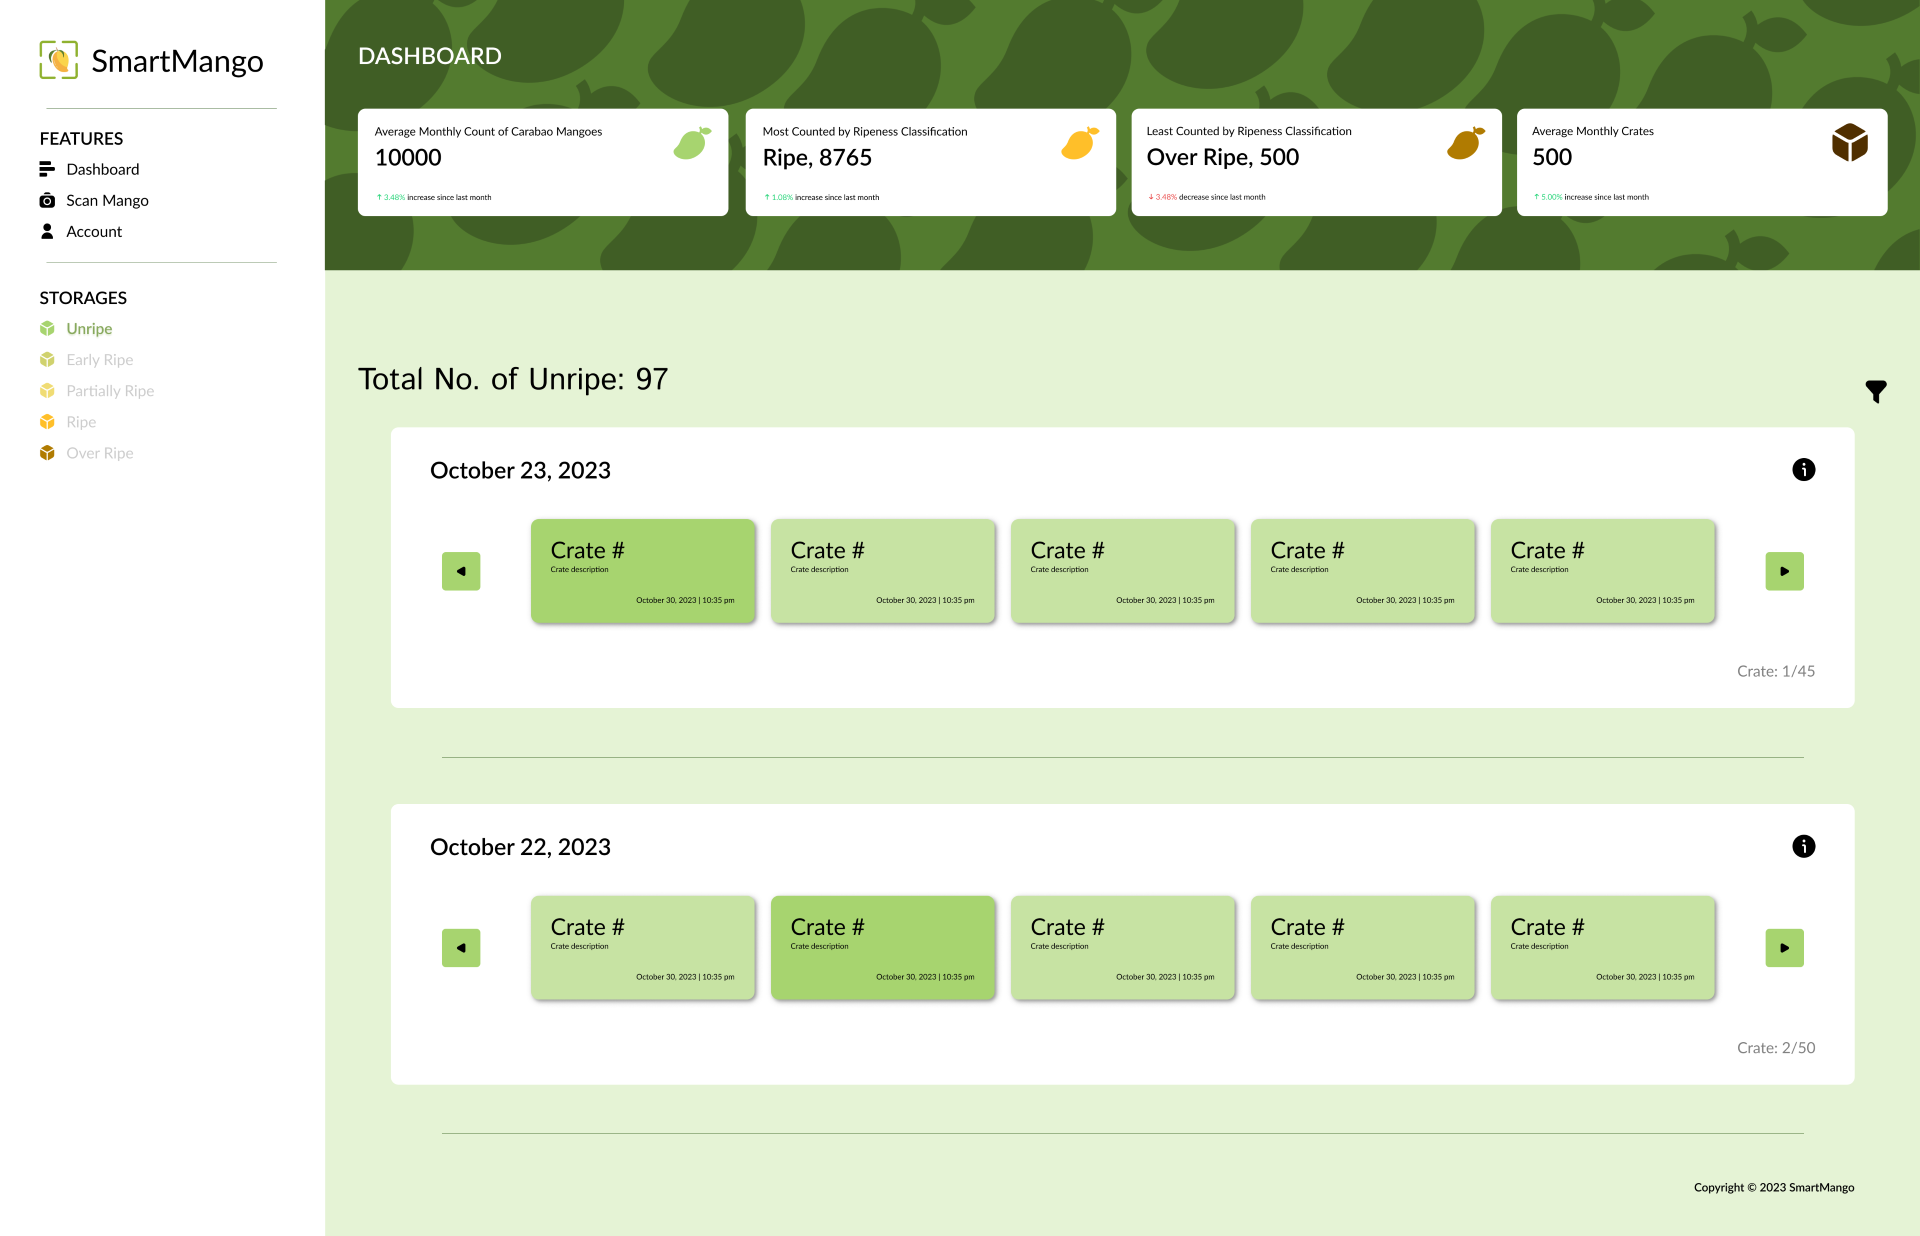 SmartMango
FEATURES
Dashboard
Scan Mango
Account
STORAGES
Unripe
Early Ripe
Partially Ripe
Ripe
Over Ripe
DASHBOARD
Average Monthly Count of Carabao Mangoes
10000
↑ 3.48% increase since last month
Most Counted by Ripeness Classification
Ripe, 8765
↑ 1.08% increase since last month
Least Counted by Ripeness Classification
Over Ripe, 500
↓ 3.48% decrease since last month
Average Monthly Crates
500
↑ 5.00% increase since last month
Total No. of Unripe: 97
October 23, 2023
Crate #
Crate description
October 30, 2023 | 10:35 pm
Crate #
Crate description
October 30, 2023 | 10:35 pm
Crate #
Crate description
October 30, 2023 | 10:35 pm
Crate #
Crate description
October 30, 2023 | 10:35 pm
Crate #
Crate description
October 30, 2023 | 10:35 pm
Crate: 1/45
October 22, 2023
Crate #
Crate description
October 30, 2023 | 10:35 pm
Crate #
Crate description
October 30, 2023 | 10:35 pm
Crate #
Crate description
October 30, 2023 | 10:35 pm
Crate #
Crate description
October 30, 2023 | 10:35 pm
Crate #
Crate description
October 30, 2023 | 10:35 pm
Crate: 2/50
Copyright © 2023 SmartMango